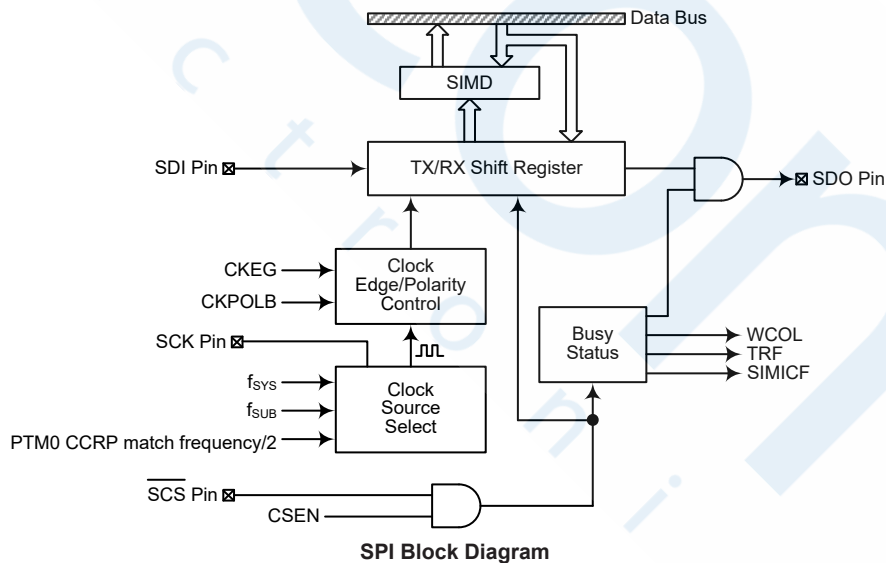 Data Bus
SIMD
SDI Pin
TX/RX Shift Register
SDO Pin
CKEG
CKPOLB
Clock
Edge/Polarity
Control
SCK Pin
Busy
Status
WCOL
TRF
SIMICF
fSYS
fSUB
PTM0 CCRP match frequency/2
Clock
Source
Select
SCS Pin
CSEN
SPI Block Diagram
c t r o n i